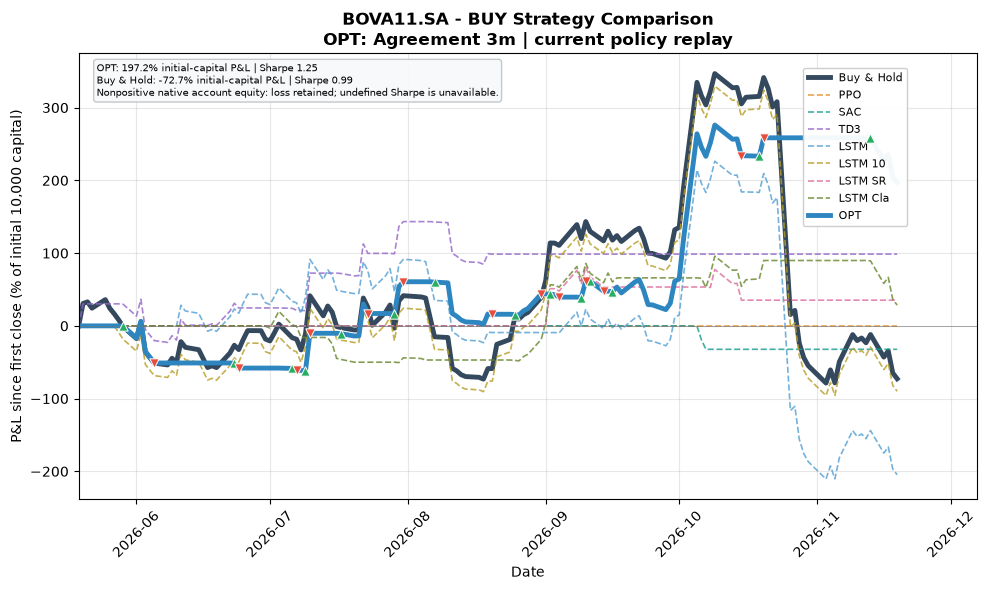 BOVA11.SA - BUY Strategy Comparison
OPT: Agreement 3m | current policy replay
OPT: 197.2% initial-capital P&L | Sharpe 1.25
Buy & Hold: -72.7% initial-capital P&L | Sharpe 0.99
Nonpositive native account equity: loss retained; undefined Sharpe is unavailable.
Buy & Hold
PPO
SAC
TD3
LSTM
LSTM 10
LSTM SR
LSTM Cla
OPT
P&L since first close (% of initial 10,000 capital)
300
200
100
0
−100
−200
2026-06
2026-07
2026-08
2026-09
2026-10
2026-11
2026-12
Date